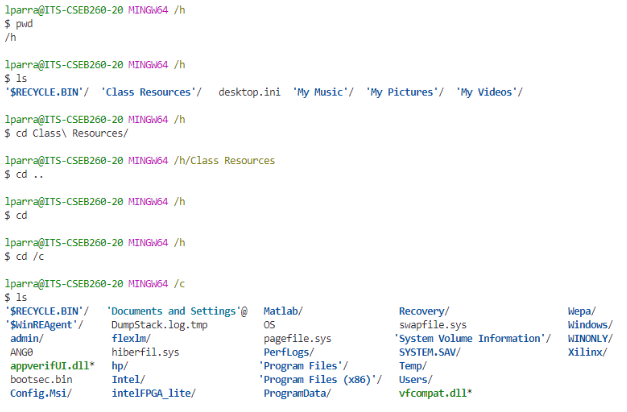 lparra@ITS-CSEB260-20 MINGW64 /h
$ pwd
/h
lparra@ITS-CSEB260-20 MINGW64 /h
$ ls
'$RECYCLE.BIN'/ 'Class Resources'/ desktop.ini 'My Music'/ 'My Pictures'/ 'My Videos'/
lparra@ITS-CSEB260-20 MINGW64 /h
$ cd Class\ Resources/
lparra@ITS-CSEB260-20 MINGW64 /h/Class Resources
$ cd ..
lparra@ITS-CSEB260-20 MINGW64 /h
$ cd
lparra@ITS-CSEB260-20 MINGW64 /h
$ cd /c
lparra@ITS-CSEB260-20 MINGW64 /c
$ ls
'$RECYCLE.BIN'/ 'Documents and Settings'@ Matlab/ Recovery/ Wepa/
'$WinREAgent'/ DumpStack.log.tmp OS swapfile.sys Windows/
admin/ flexlm/ pagefile.sys 'System Volume Information'/ WINONLY/
ANG0 hiberfil.sys PerfLogs/ SYSTEM.SAV/ Xilinx/
appverifUI.dll* hp/ 'Program Files'/ Temp/
bootsec.bin Intel/ 'Program Files (x86)'/ Users/
Config.Msi/ intelFPGA_lite/ ProgramData/ vfcompat.dll*